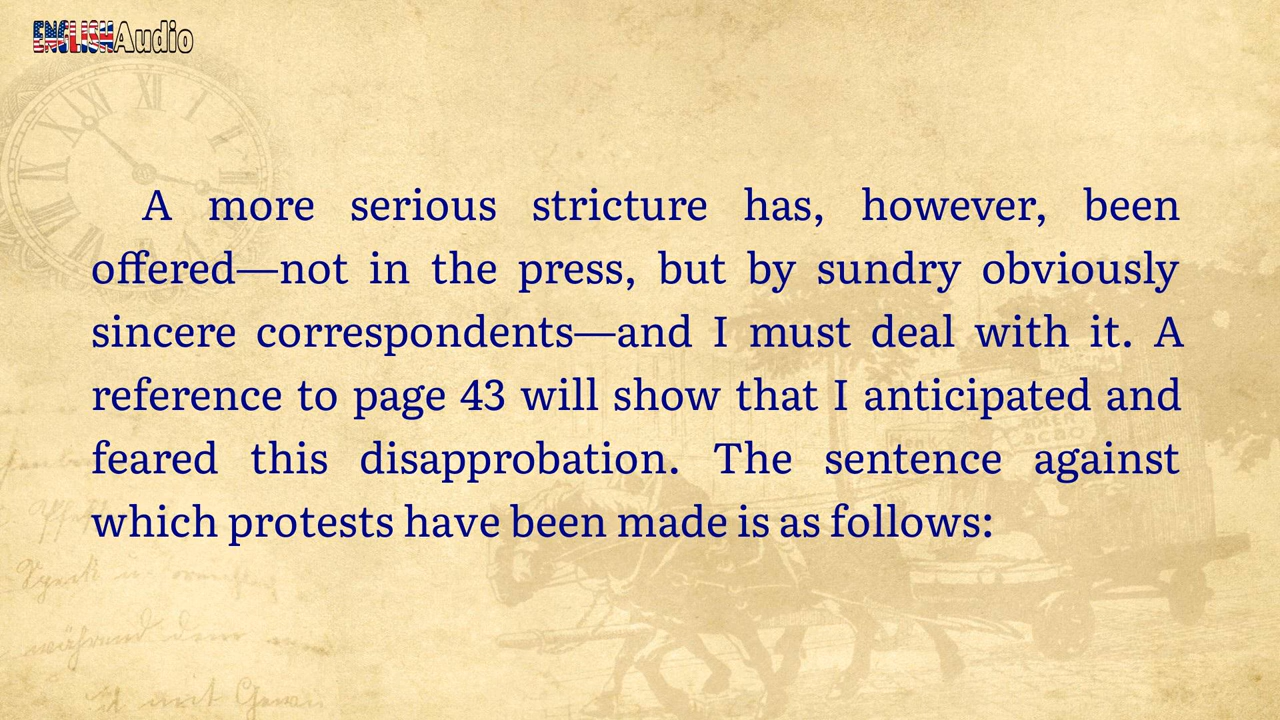 ENGLISHAudio
A more serious stricture has, however, been
offered—not in the press, but by sundry obviously
sincere correspondents—and I must deal with it. A
reference to page 43 will show that I anticipated and
feared this disapprobation. The sentence against
which protests have been made is as follows: